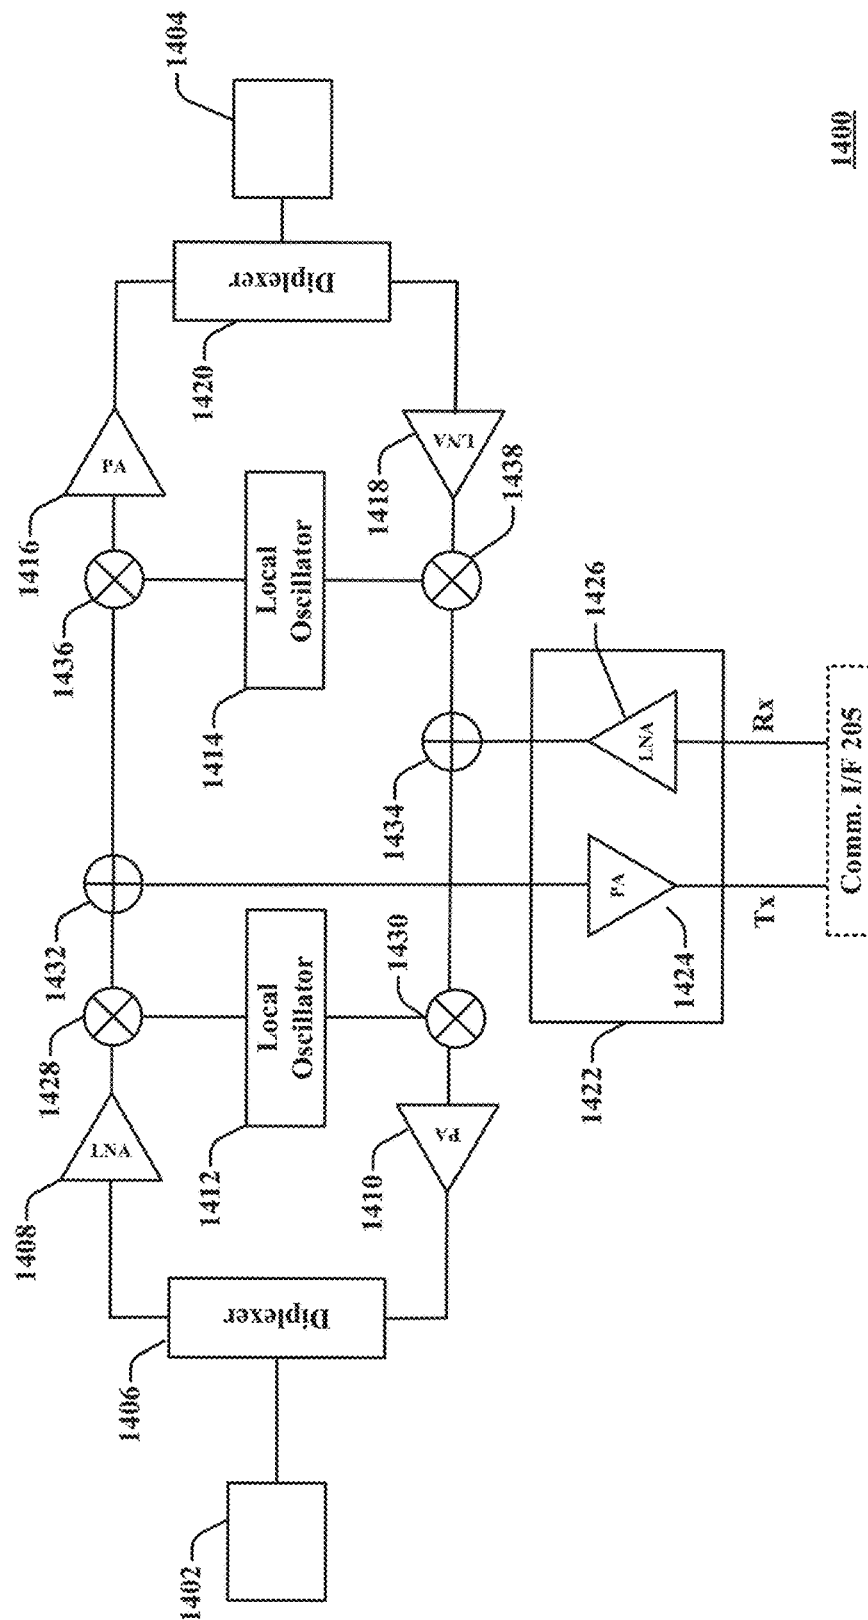 1400
1404
Diplexer
1420
PA
1416
LNA
1418
1438
1436
Local
Oscillator
1414
1434
1426
LNA
Rx
1432
PA
1424
Tx
Comm. I/F 205
1422
1428
Local
Oscillator
1412
1430
LNA
1408
PA
1410
Diplexer
1406
1402